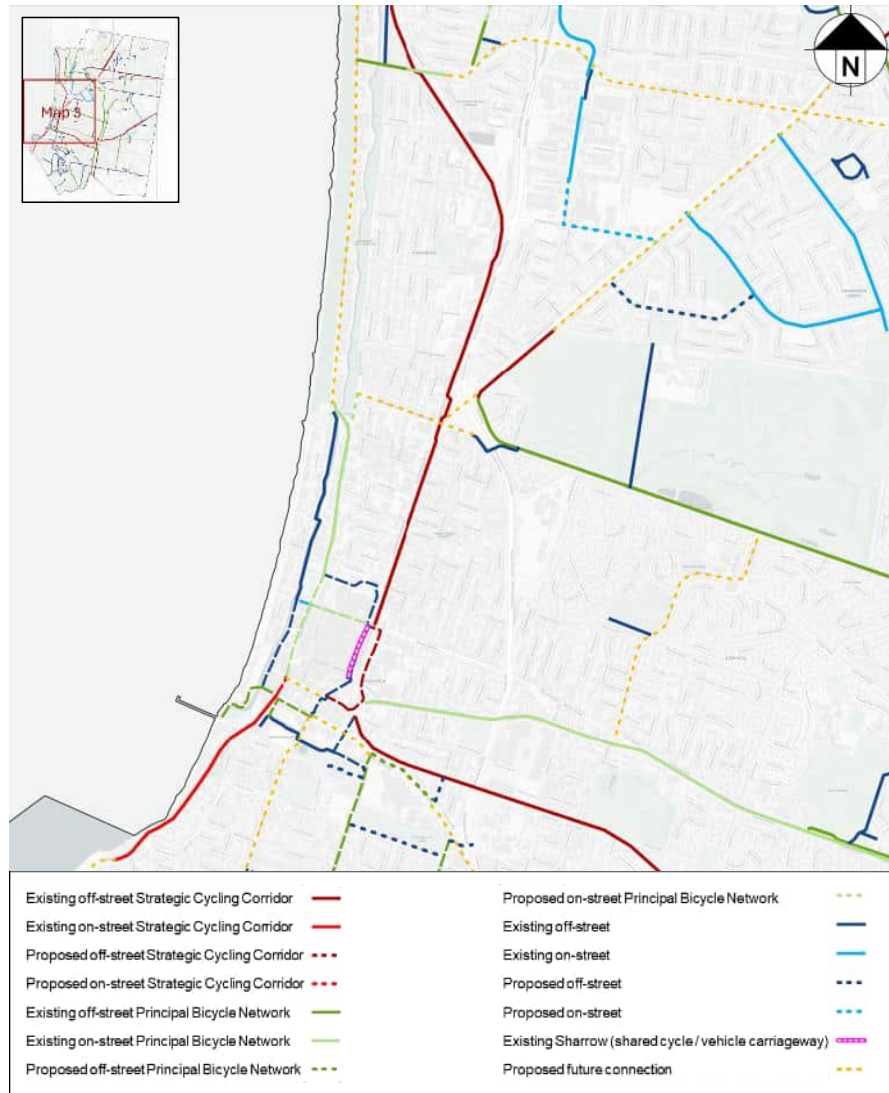 Map 3
N
Existing off-street Strategic Cycling Corridor
Existing on-street Strategic Cycling Corridor
Proposed off-street Strategic Cycling Corridor
Proposed on-street Strategic Cycling Corridor
Existing off-street Principal Bicycle Network
Existing on-street Principal Bicycle Network
Proposed off-street Principal Bicycle Network
Proposed on-street Principal Bicycle Network
Existing off-street
Existing on-street
Proposed off-street
Proposed on-street
Existing Sharrow (shared cycle / vehicle carriageway)
Proposed future connection